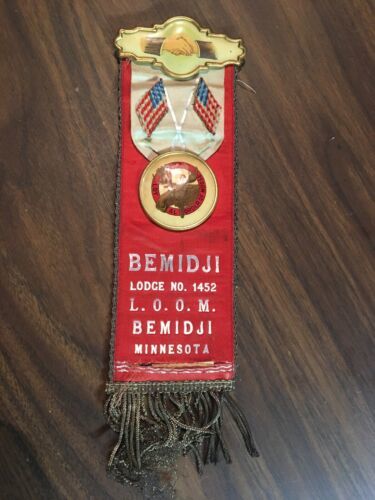 BEMIDJI
LODGE NO. 1452
L. O. O. M.
BEMIDJI
MINNESOTA